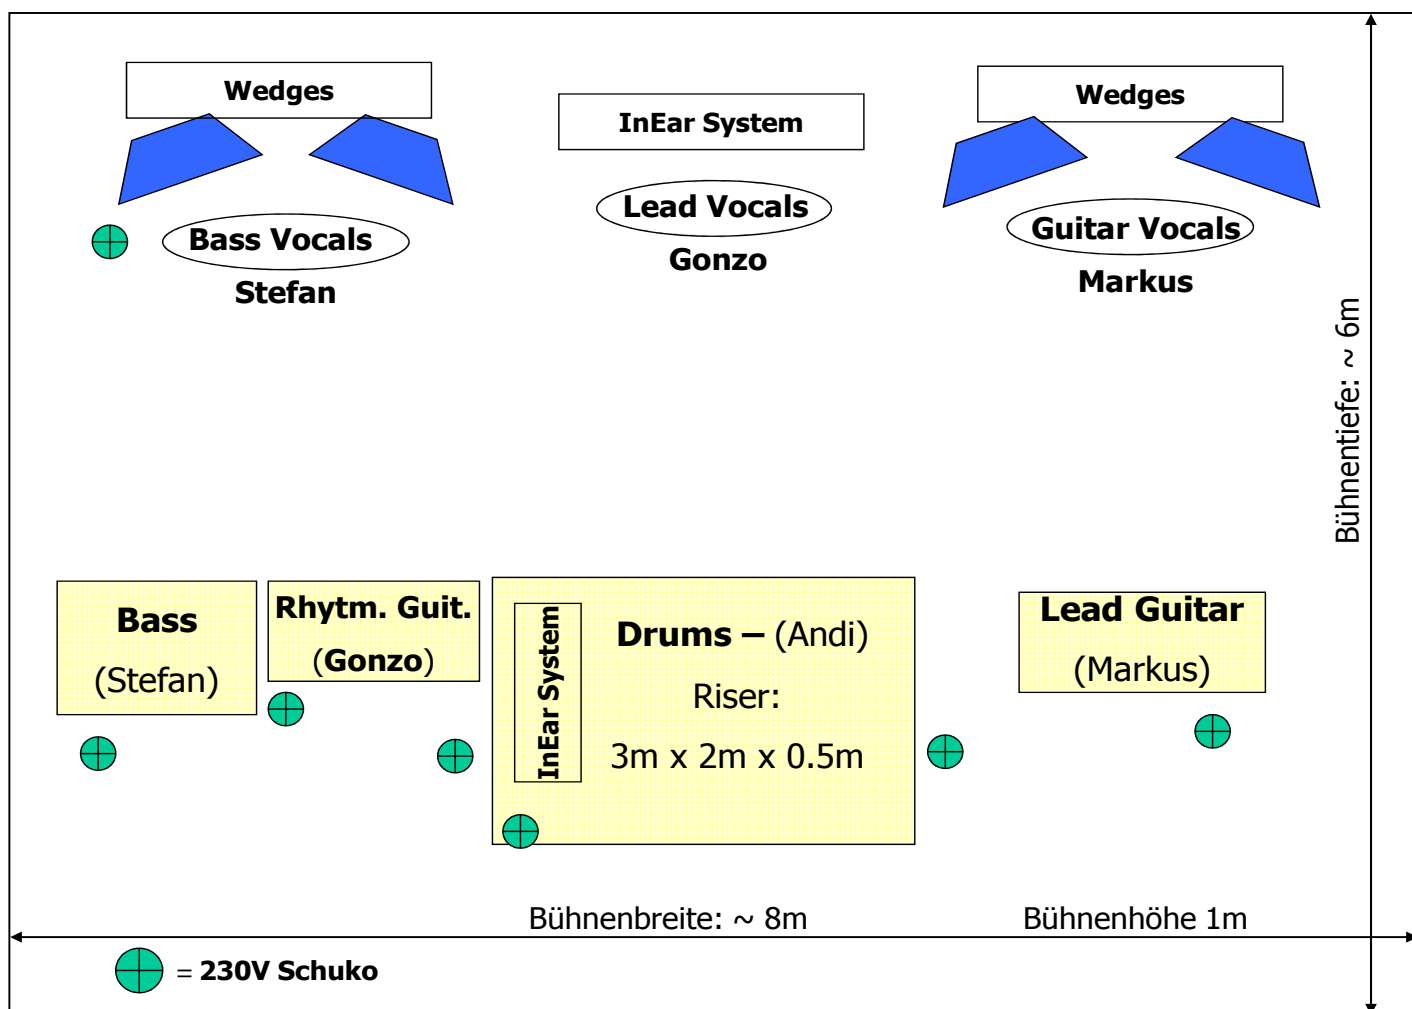 Wedges
InEar System
Wedges
Bass Vocals
Stefan
Lead Vocals
Gonzo
Guitar Vocals
Markus
Bühnentiefe: ~ 6m
Bass
(Stefan)
Rhytm. Guit.
(Gonzo)
InEar System
Drums – (Andi)
Riser:
3m x 2m x 0.5m
Lead Guitar
(Markus)
Bühnenbreite: ~ 8m
Bühnenhöhe 1m
= 230V Schuko